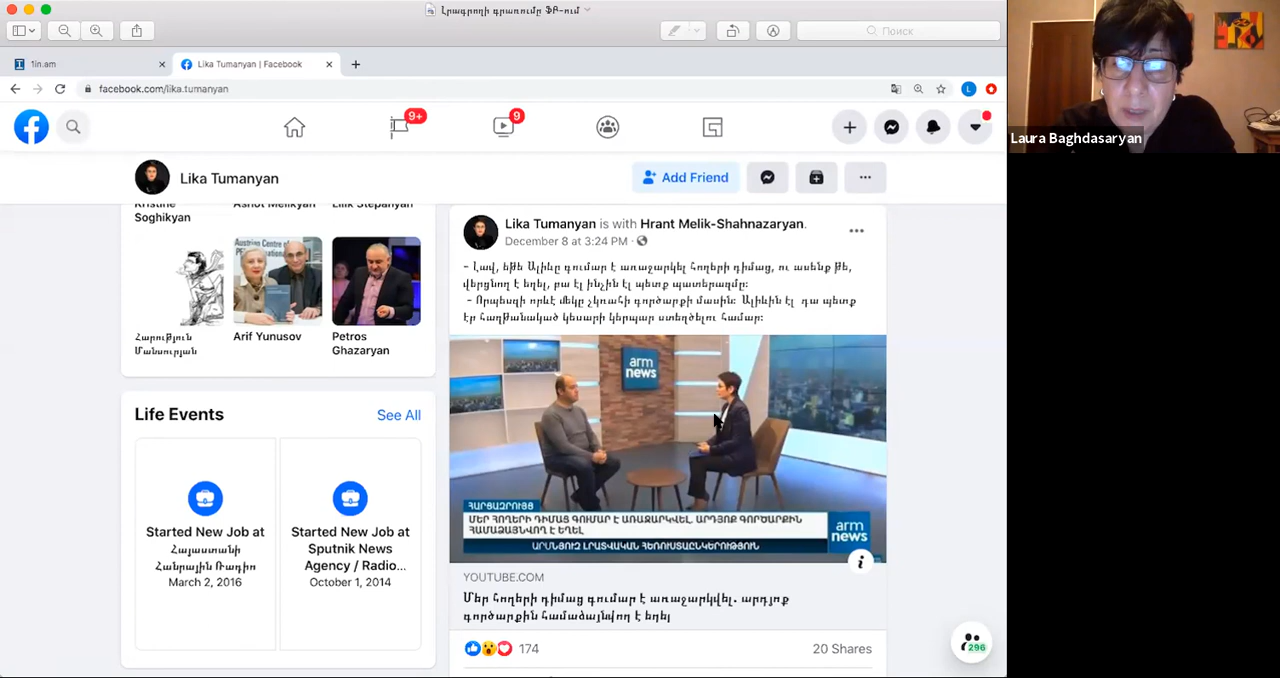 Լրագրողի գրառումը ՖԲ-ում
Поиск
1in.am
Lika Tumanyan | Facebook
facebook.com/lika.tumanyan
L
9+
9
Lika Tumanyan
Add Friend
Laura Baghdasaryan
Kristine
Soghikyan
Ashot Melikyan
Lilik Stepanyan
Հարություն
Մանսուրյան
Arif Yunusov
Petros
Ghazaryan
Life Events
See All
Started New Job at
Հայաստանի
Հանրային Ռադիո
March 2, 2016
Started New Job at
Sputnik News
Agency / Radio...
October 1, 2014
Lika Tumanyan is with Hrant Melik-Shahnazaryan.
December 8 at 3:24 PM
- Լավ, եթե Ալիևը գումար է առաջարկել հողերի դիմաց, ու ասենք թե,
վերցնող է եղել, բա էլ ինչին էլ պետք պատերազմը։
- Որպեսզի որևէ մեկը չկռահի գործարքի մասին։ Ալիևին էլ դա պետք
էր հաղթանակած կեսարի կերպար ստեղծելու համար։
arm
news
ՀԱՐՑԱԶՐՈՒՅՑ
ՄԵՐ ՀՈՂԵՐԻ ԴԻՄԱՑ ԳՈՒՄԱՐ Է ԱՌԱՋԱՐԿՎԵԼ. ԱՐԴՅՈՔ ԳՈՐԾԱՐՔԻՆ
ՀԱՄԱՁԱՅՆՎՈՂ Է ԵՂԵԼ
ԱՐՄՆՅՈՒԶ ԼՐԱՏՎԱԿԱՆ ՀԵՌՈՒՍՏԱԸՆԿԵՐՈՒԹՅՈՒՆ
arm
news
YOUTUBE.COM
Մեր հողերի դիմաց գումար է առաջարկվել. արդյոք
գործարքին համաձայնվող է եղել
174
20 Shares
296